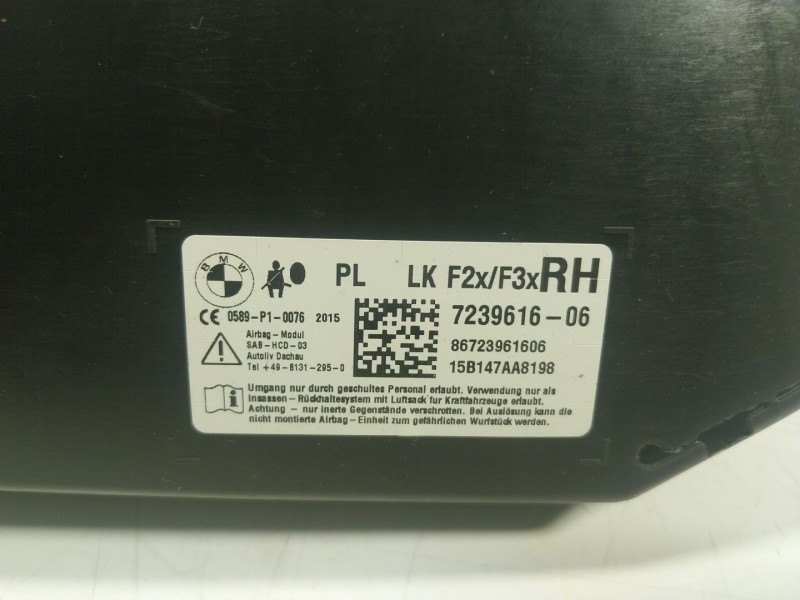 BMW
PL LK F2x/F3xRH
CE 0589-P1-0076 2015
7239616-06
Airbag-Modul
SAB-HCD-03
Autoliv Dachau
Tel +49-8131-295-0
86723961606
15B147AA8198
Umgang nur durch geschultes Personal erlaubt. Verwendung nur als
Insassen - Rückhaltesystem mit Luftsack fur Kraftfahrzeuge erlaubt.
Achtung - nur inerte Gegenstände verschrotten. Bei Auslösung kann die
nicht montierte Airbag-Einheit zum gefährlichen Wurfstück werden.